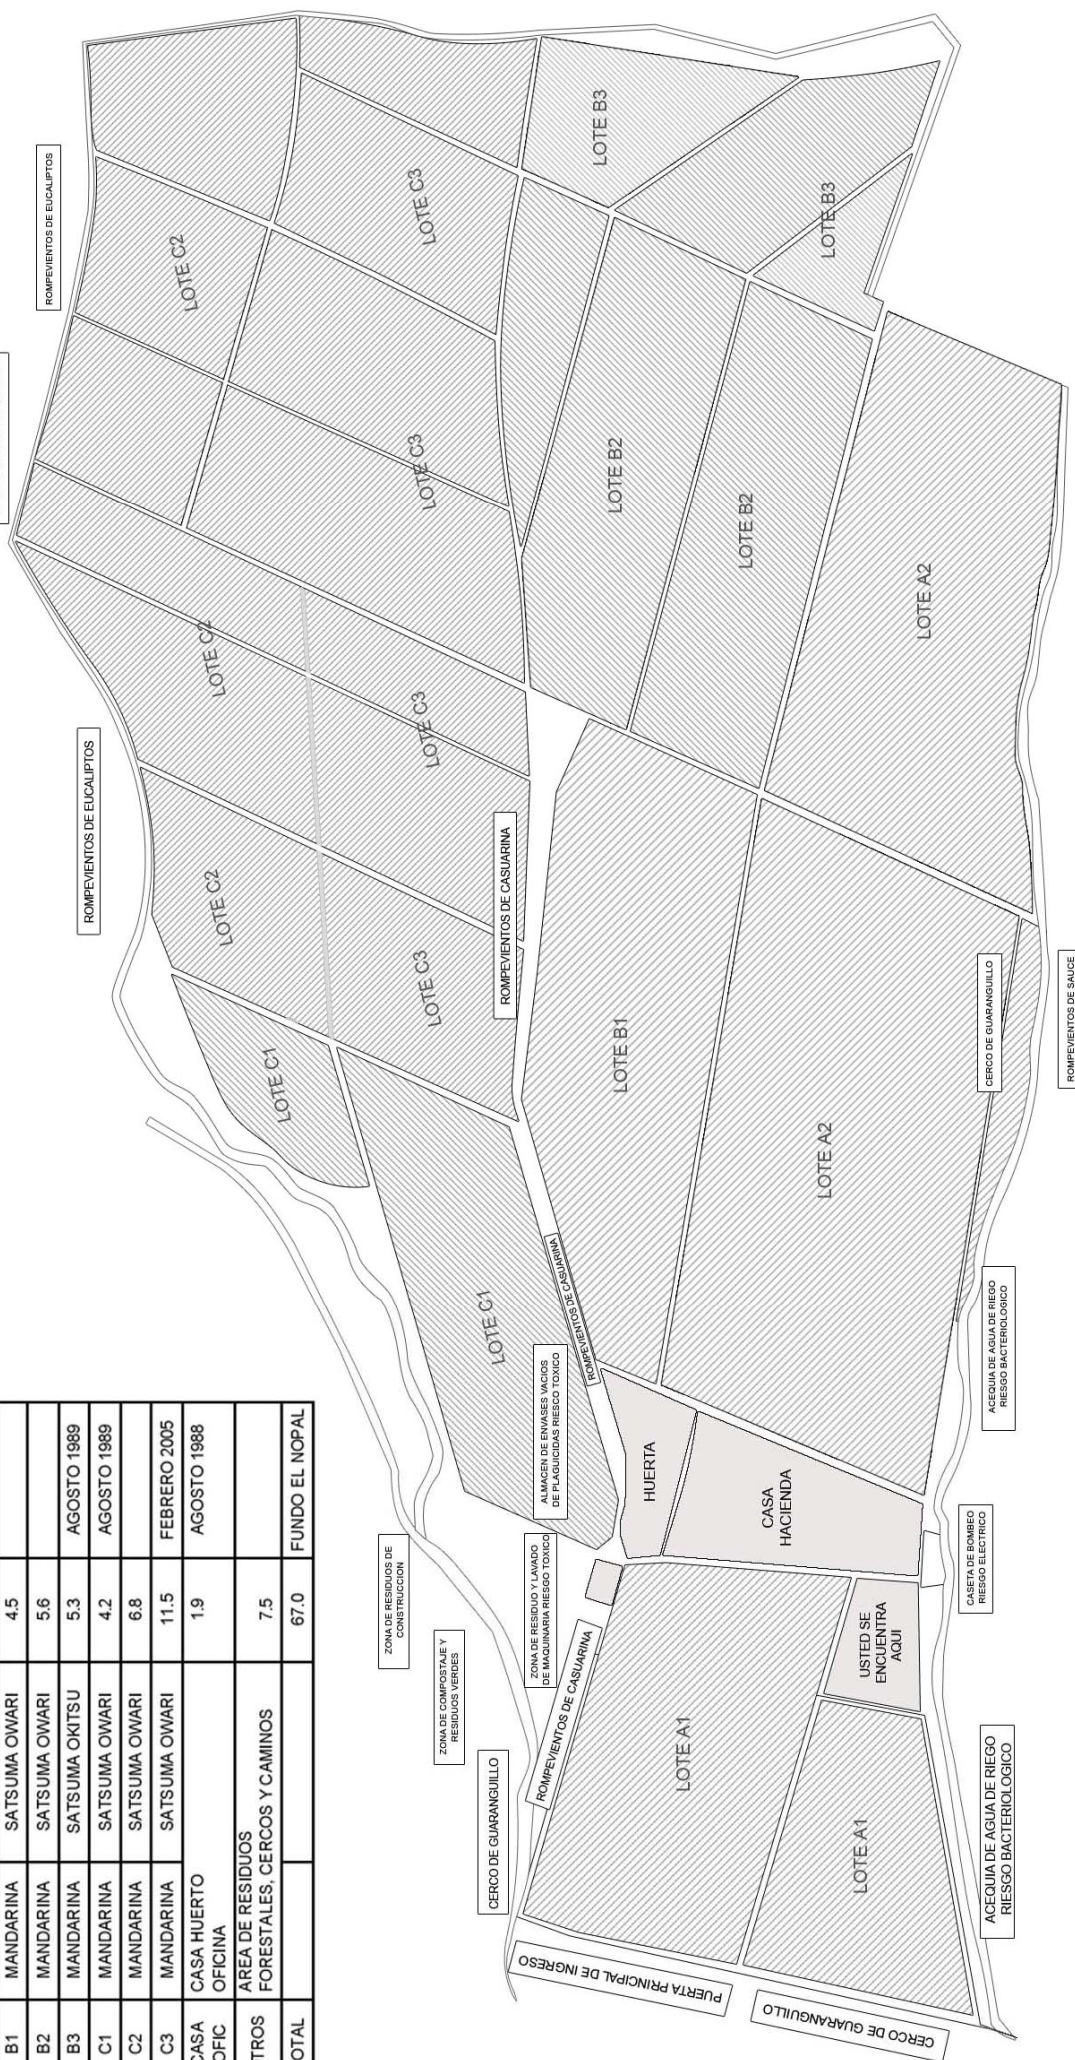 B1 MANDARINA SATSUMA OWARI 4.5
B2 MANDARINA SATSUMA OWARI 5.6
B3 MANDARINA SATSUMA OKITSU 5.3 AGOSTO 1989
C1 MANDARINA SATSUMA OWARI 4.2 AGOSTO 1989
C2 MANDARINA SATSUMA OWARI 6.8
C3 MANDARINA SATSUMA OWARI 11.5 FEBRERO 2005
CASA CASA HUERTO 1.9 AGOSTO 1988
OFIC OFICINA
TROS AREA DE RESIDUOS
FORESTALES, CERCOS Y CAMINOS 7.5
OTAL 67.0 FUNDO EL NOPAL
ROMPEVIENTOS DE EUCALIPTOS
ROMPEVIENTOS DE EUCALIPTOS
LOTE C2
LOTE C3
LOTE B3
LOTE B3
LOTE C3
LOTE B2
LOTE B2
LOTE A2
LOTE C2
LOTE C3
LOTE C2
LOTE C3
ROMPEVIENTOS DE CASUARINA
LOTE B1
LOTE C1
LOTE A2
CERCO DE GUARANGUILLO
ROMPEVIENTOS DE SAUCE
LOTE C1
ROMPEVIENTOS DE CASUARINA
ALMACEN DE ENVASES VACIOS
DE PLAGUICIDAS RIESCO TOXICO
ACEQUIA DE AGUA DE RIEGO
RIESGO BACTERIOLOGICO
HUERTA
CASA
HACIENDA
CASETA DE BOMBEO
RIESGO ELECTRICO
ZONA DE RESIDUOS DE
CONSTRUCCION
ZONA DE RESIDUO Y LAVADO
DE MAQUINARIA RIESGO TOXICO
ZONA DE COMPOSTAJE Y
RESIDUOS VERDES
USTED SE
ENCUENTRA
AQUI
ROMPEVIENTOS DE CASUARINA
CERCO DE GUARANGUILLO
LOTE A1
LOTE A1
ACEQUIA DE AGUA DE RIEGO
RIESGO BACTERIOLOGICO
PUERTA PRINCIPAL DE INGRESO
CERCO DE GUARANGUILLO